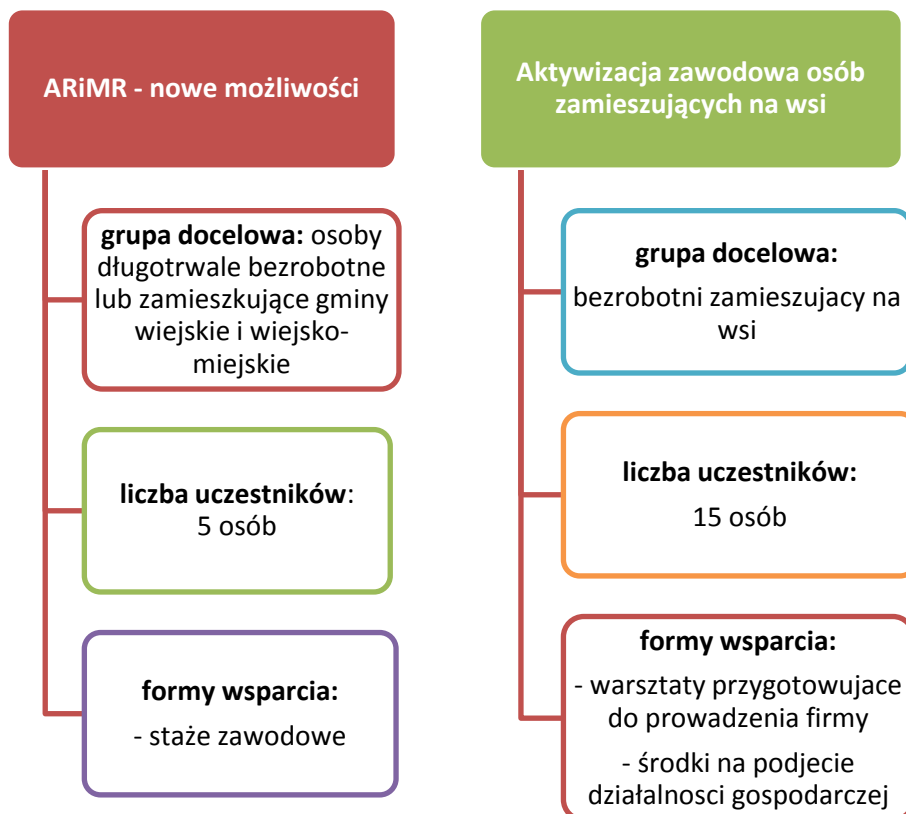 ARiMR - nowe możliwości
grupa docelowa: osoby
długotrwale bezrobotne
lub zamieszkujące gminy
wiejskie i wiejsko-
miejskie
liczba uczestników:
5 osób
formy wsparcia:
- staże zawodowe
Aktywizacja zawodowa osób
zamieszujących na wsi
grupa docelowa:
bezrobotni zamieszujacy na
wsi
liczba uczestników:
15 osób
formy wsparcia:
- warsztaty przygotowujace
do prowadzenia firmy
- środki na podjecie
działalnosci gospodarczej